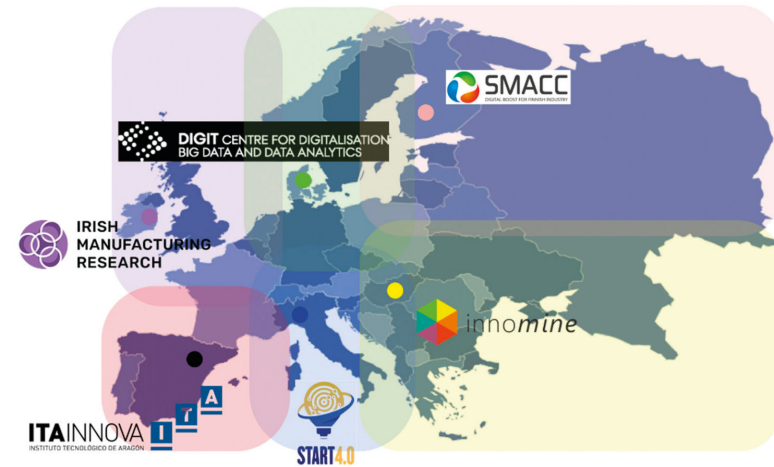 SMACC
DIGITAL BOOST FOR FINNISH INDUSTRY
DIGIT CENTRE FOR DIGITALISATION
BIG DATA AND DATA ANALYTICS
IRISH
MANUFACTURING
RESEARCH
innomine
ITAINNOVA
INSTITUTO TECNOLÓGICO DE ARAGÓN
I T A
START4.0